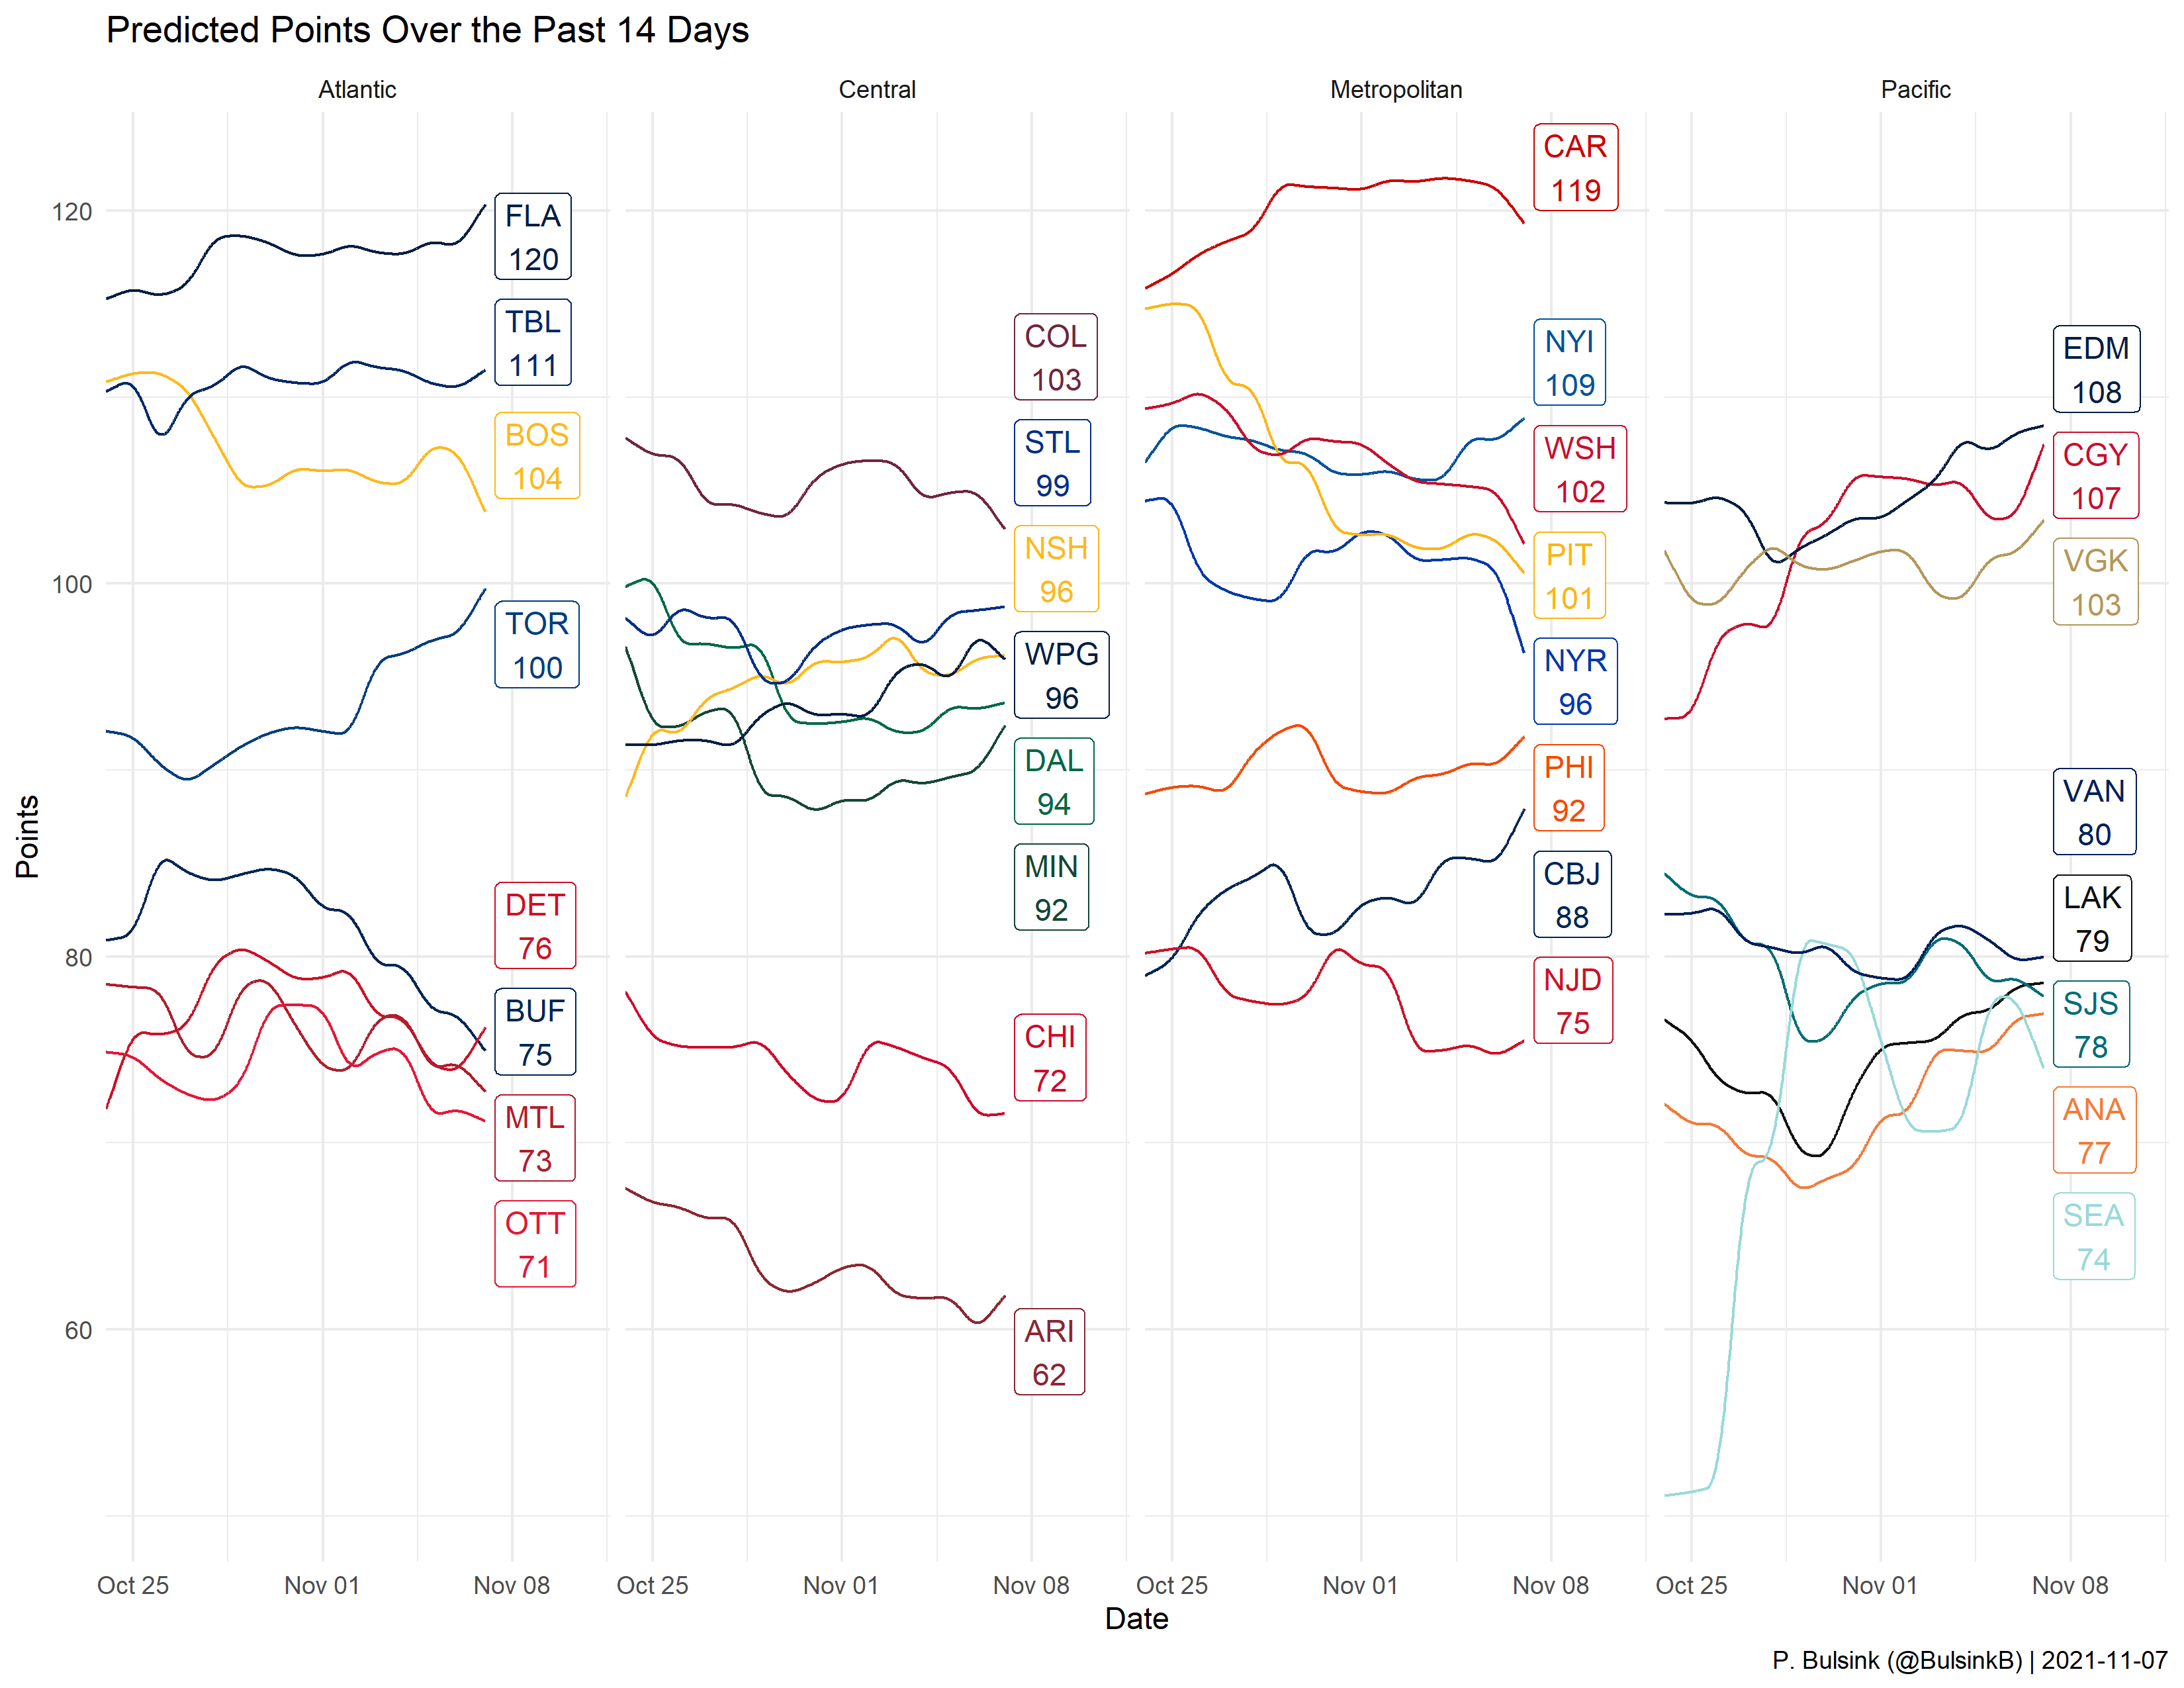 Predicted Points Over the Past 14 Days
Atlantic
Central
Metropolitan
Pacific
Points
120
100
80
60
FLA
120
TBL
111
BOS
104
TOR
100
DET
76
BUF
75
MTL
73
OTT
71
COL
103
STL
99
NSH
96
WPG
96
DAL
94
MIN
92
CHI
72
ARI
62
CAR
119
NYI
109
WSH
102
PIT
101
NYR
96
PHI
92
CBJ
88
NJD
75
EDM
108
CGY
107
VGK
103
VAN
80
LAK
79
SJS
78
ANA
77
SEA
74
Oct 25 Nov 01 Nov 08
Oct 25 Nov 01 Nov 08
Oct 25 Nov 01 Nov 08
Oct 25 Nov 01 Nov 08
Date
P. Bulsink (@BulsinkB) | 2021-11-07